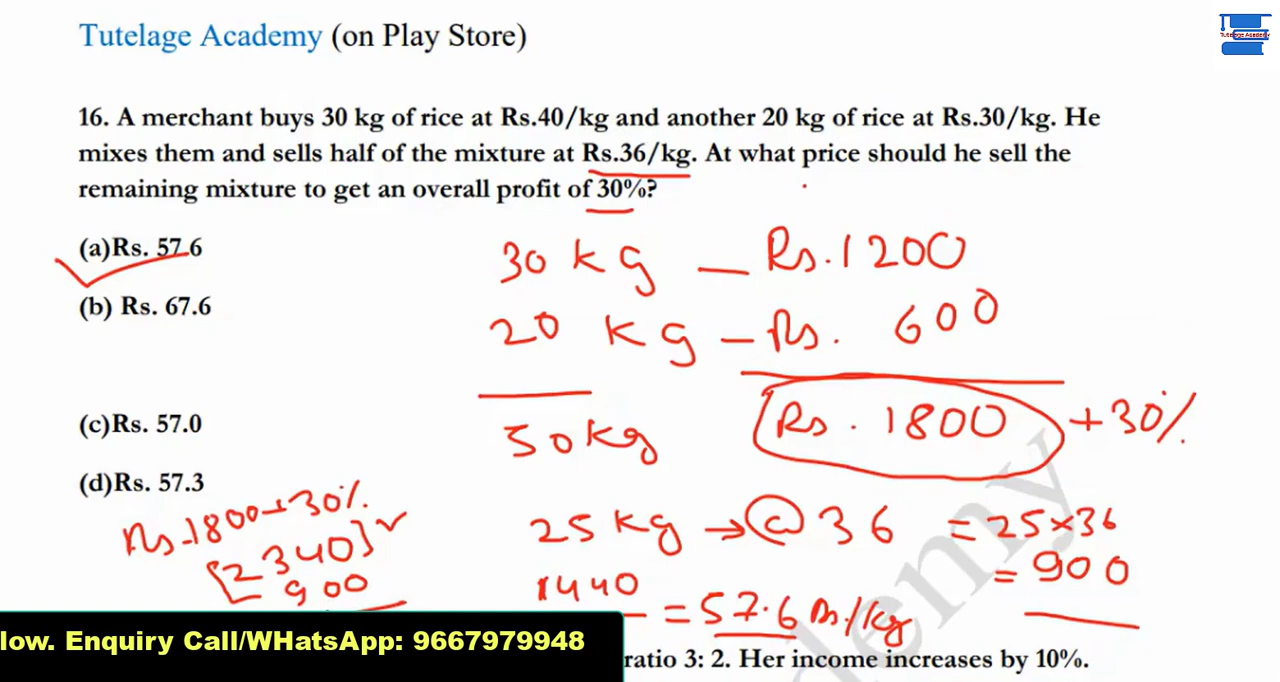 Tutelage Academy (on Play Store)
Tutelage Academy
16. A merchant buys 30 kg of rice at Rs.40/kg and another 20 kg of rice at Rs.30/kg. He
mixes them and sells half of the mixture at Rs.36/kg. At what price should he sell the
remaining mixture to get an overall profit of 30%?
(a)Rs. 57.6
(b) Rs. 67.6
(c)Rs. 57.0
(d)Rs. 57.3
30 kg — Rs. 1200
20 kg — Rs. 600
50 kg Rs. 1800 + 30%
25 kg → @ 36 = 25×36
= 900
Rs. 1800 + 30%
2340
900
1440
= 57.6 Rs./kg
demy
low. Enquiry Call/WHatsApp: 9667979948
ratio 3: 2. Her income increases by 10%.